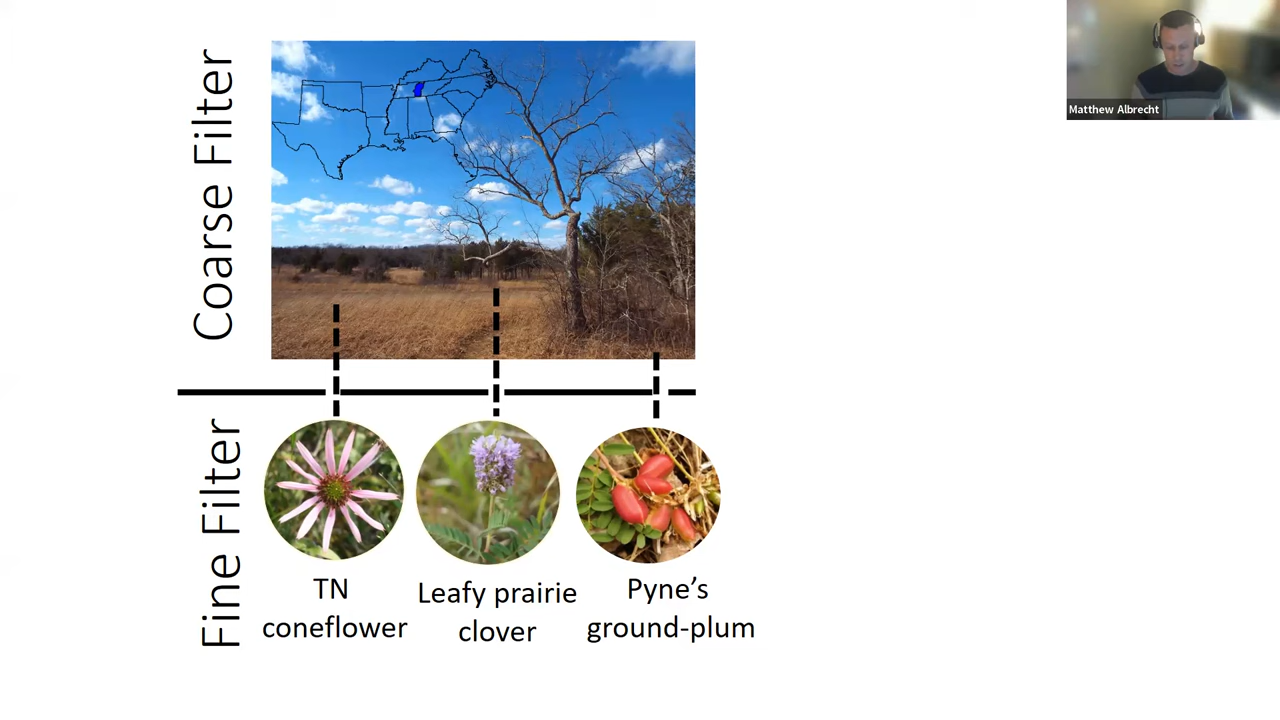 Coarse Filter
Matthew Albrecht
Fine Filter
TN
coneflower
Leafy prairie
clover
Pyne's
ground-plum